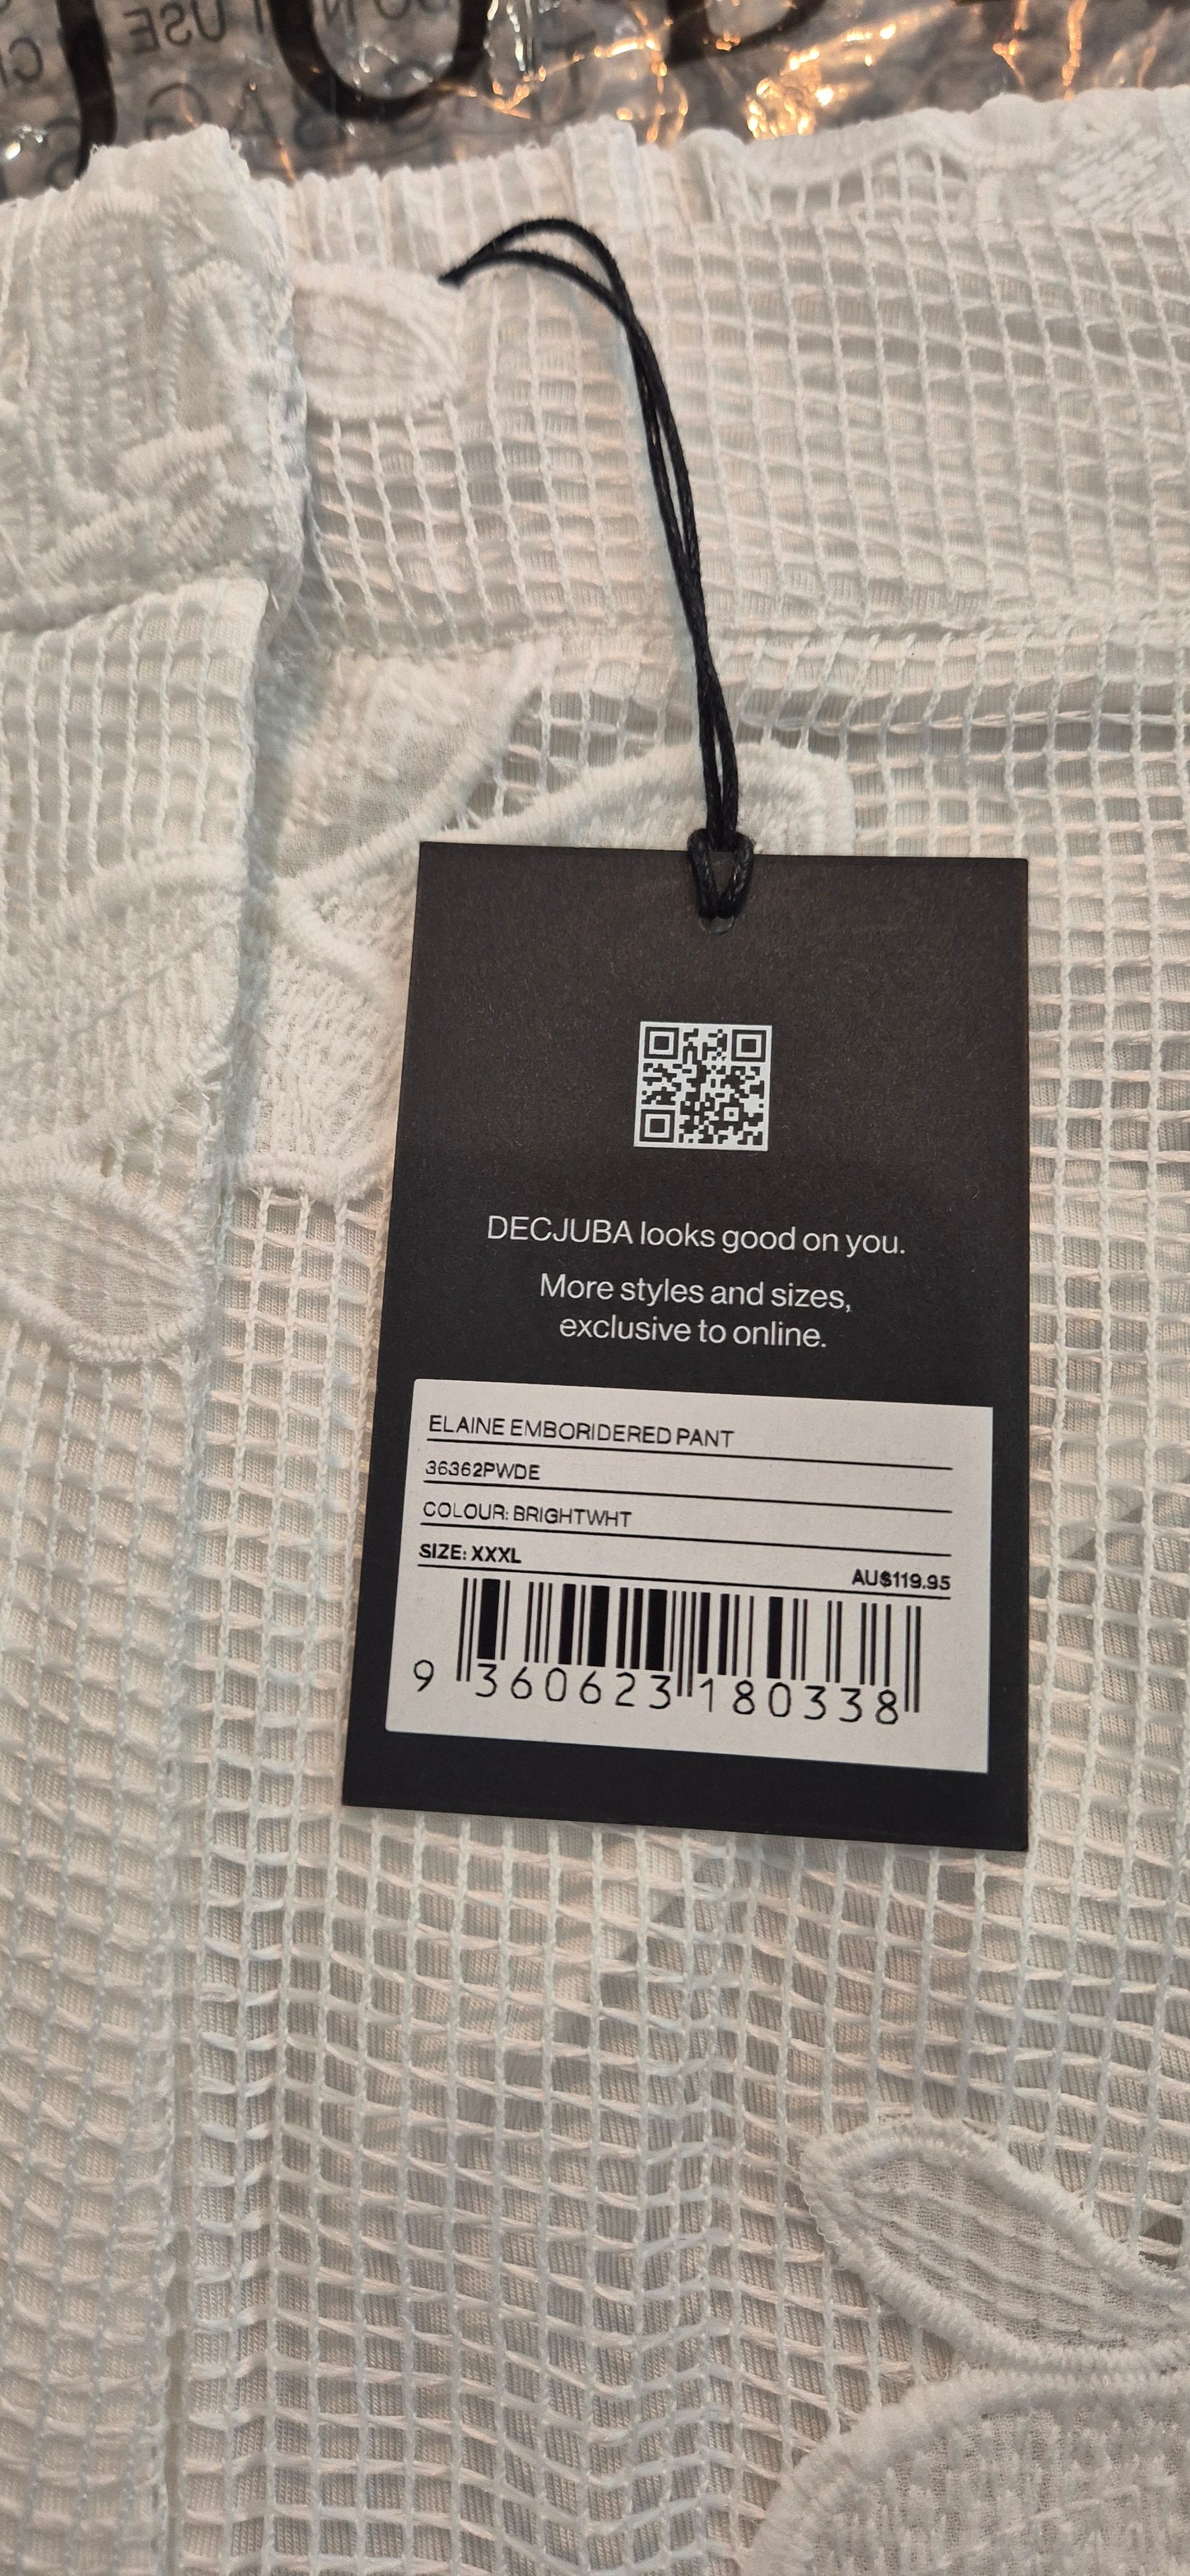 DECJUBA looks good on you.
More styles and sizes,
exclusive to online.
ELAINE EMBORIDERED PANT
36362PWDE
COLOUR: BRIGHTWHT
SIZE: XXXL
AU$119.95
9 360623 180338